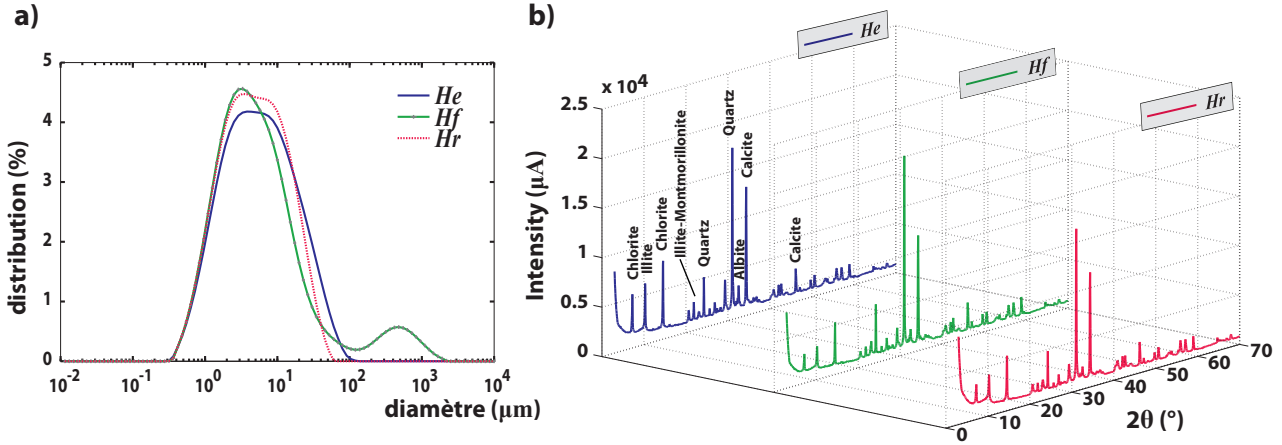 a)
distribution (%)
5
4
3
2
1
0
He
Hf
Hr
10-2
10-1
100
101
102
103
104
diamètre (μm)
b)
He
Hf
Hr
x 104
Intensity (μA)
2.5
2
1.5
1
0.5
0
Chlorite
Illite
Chlorite
Illite-Montmorillonite
Quartz
Quartz
Albite
Calcite
Calcite
0
10
20
30
40
50
60
70
2θ (°)